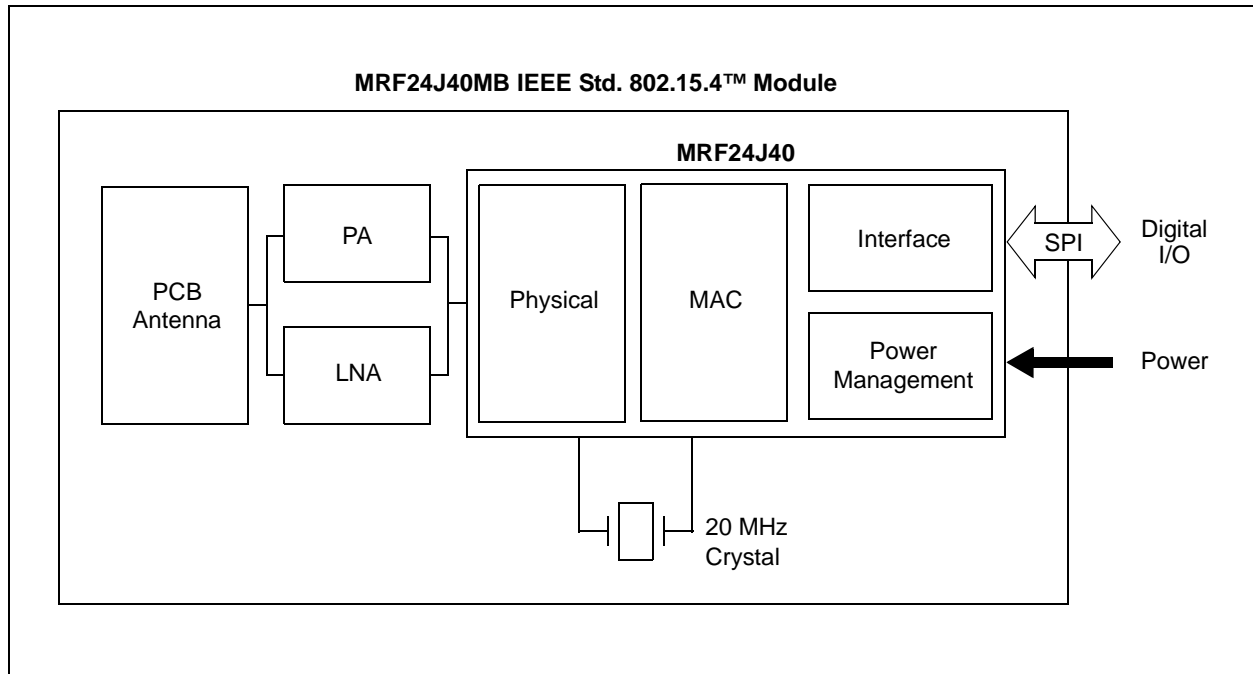 MRF24J40MB IEEE Std. 802.15.4™ Module
MRF24J40
PCB
Antenna
PA
LNA
Physical
MAC
Interface
Power
Management
SPI
Digital
I/O
Power
20 MHz
Crystal